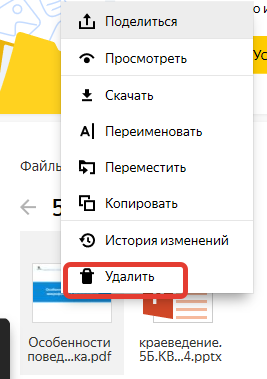 Поделиться
Просмотреть
Скачать
Переименовать
Переместить
Копировать
История изменений
Удалить
Файлы
5
Особенности
повед...ка.pdf
краеведение.
5Б.КВ...4.pptx